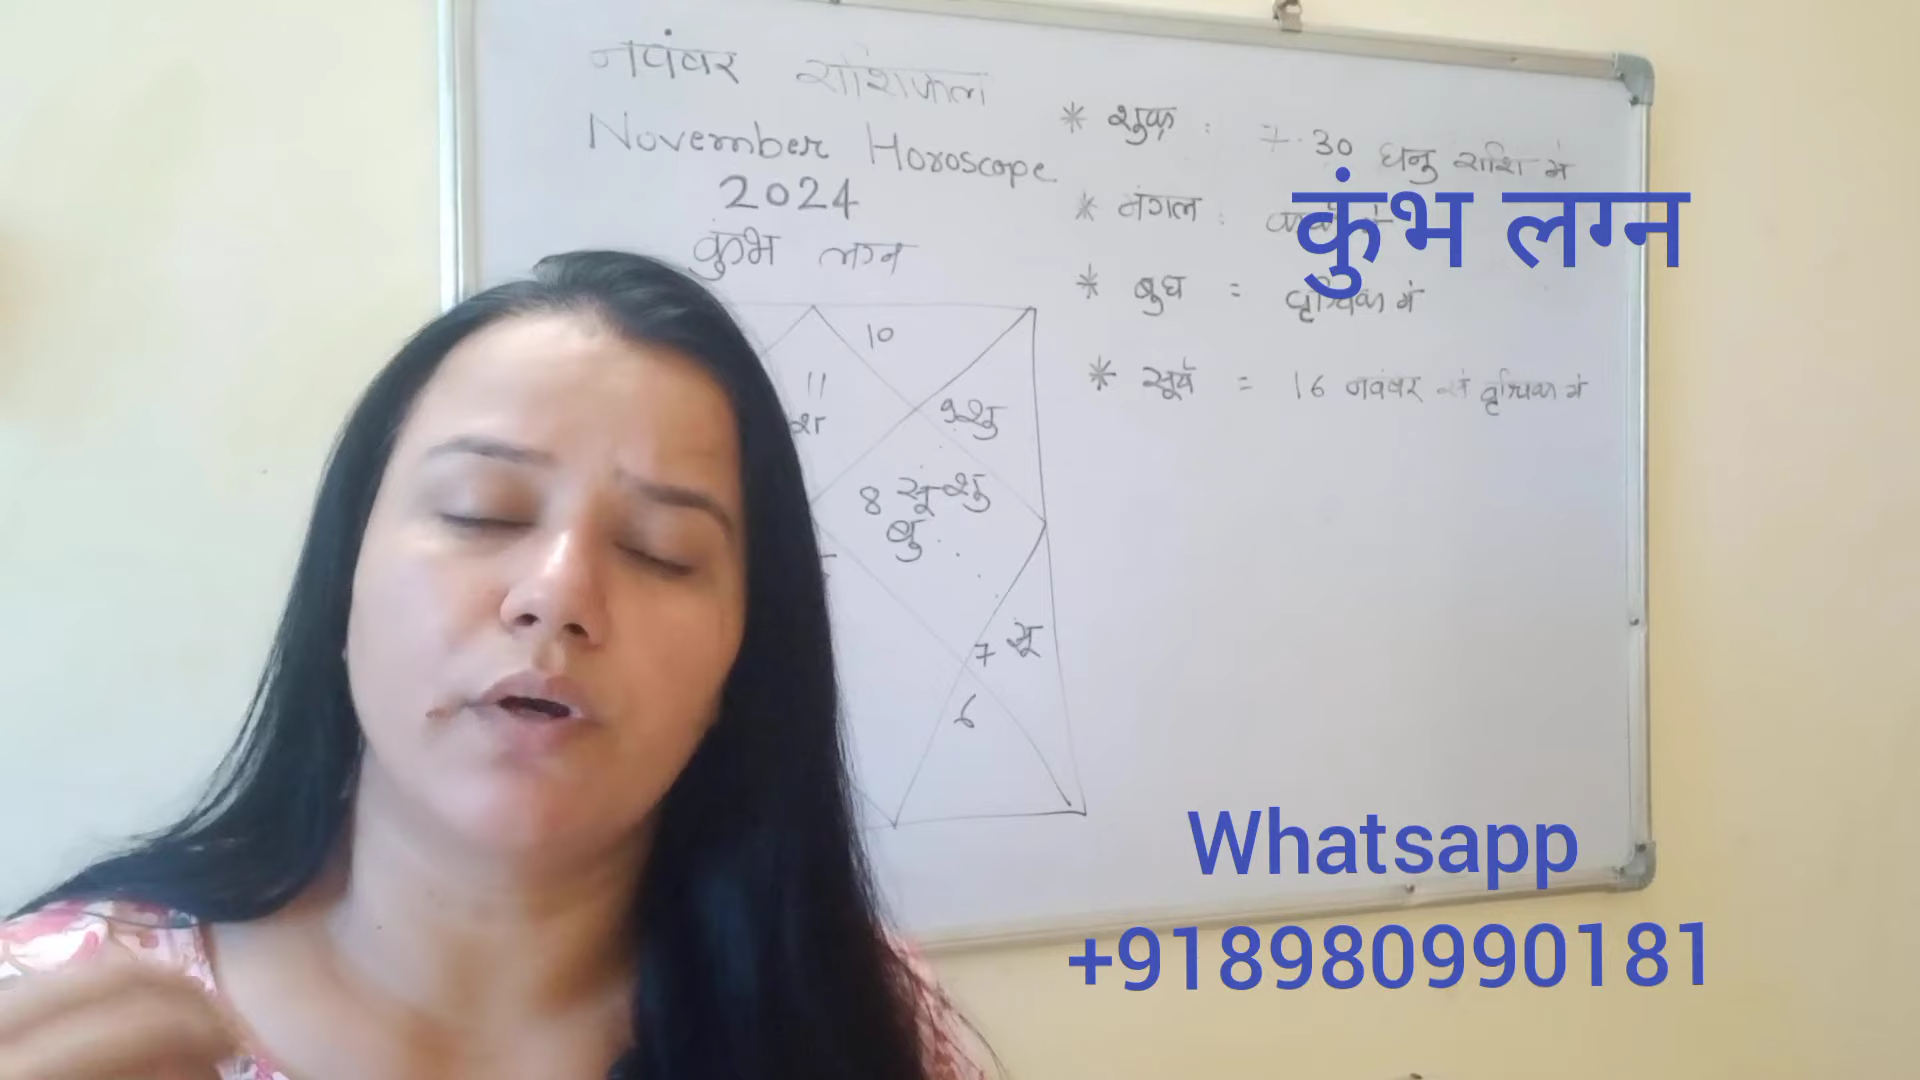 नवंबर राशिफल
November Horoscope
2024
कुंभ लग्न
* शुक्र : 7.30 धनु राशि में
* मंगल :
* बुध = वृश्चिक में
* सूर्य = 16 नवंबर से वृश्चिक में
कुंभ लग्न
10
11
श
9 शु
8 सू शु
बु
7 सू
6
Whatsapp
+918980990181